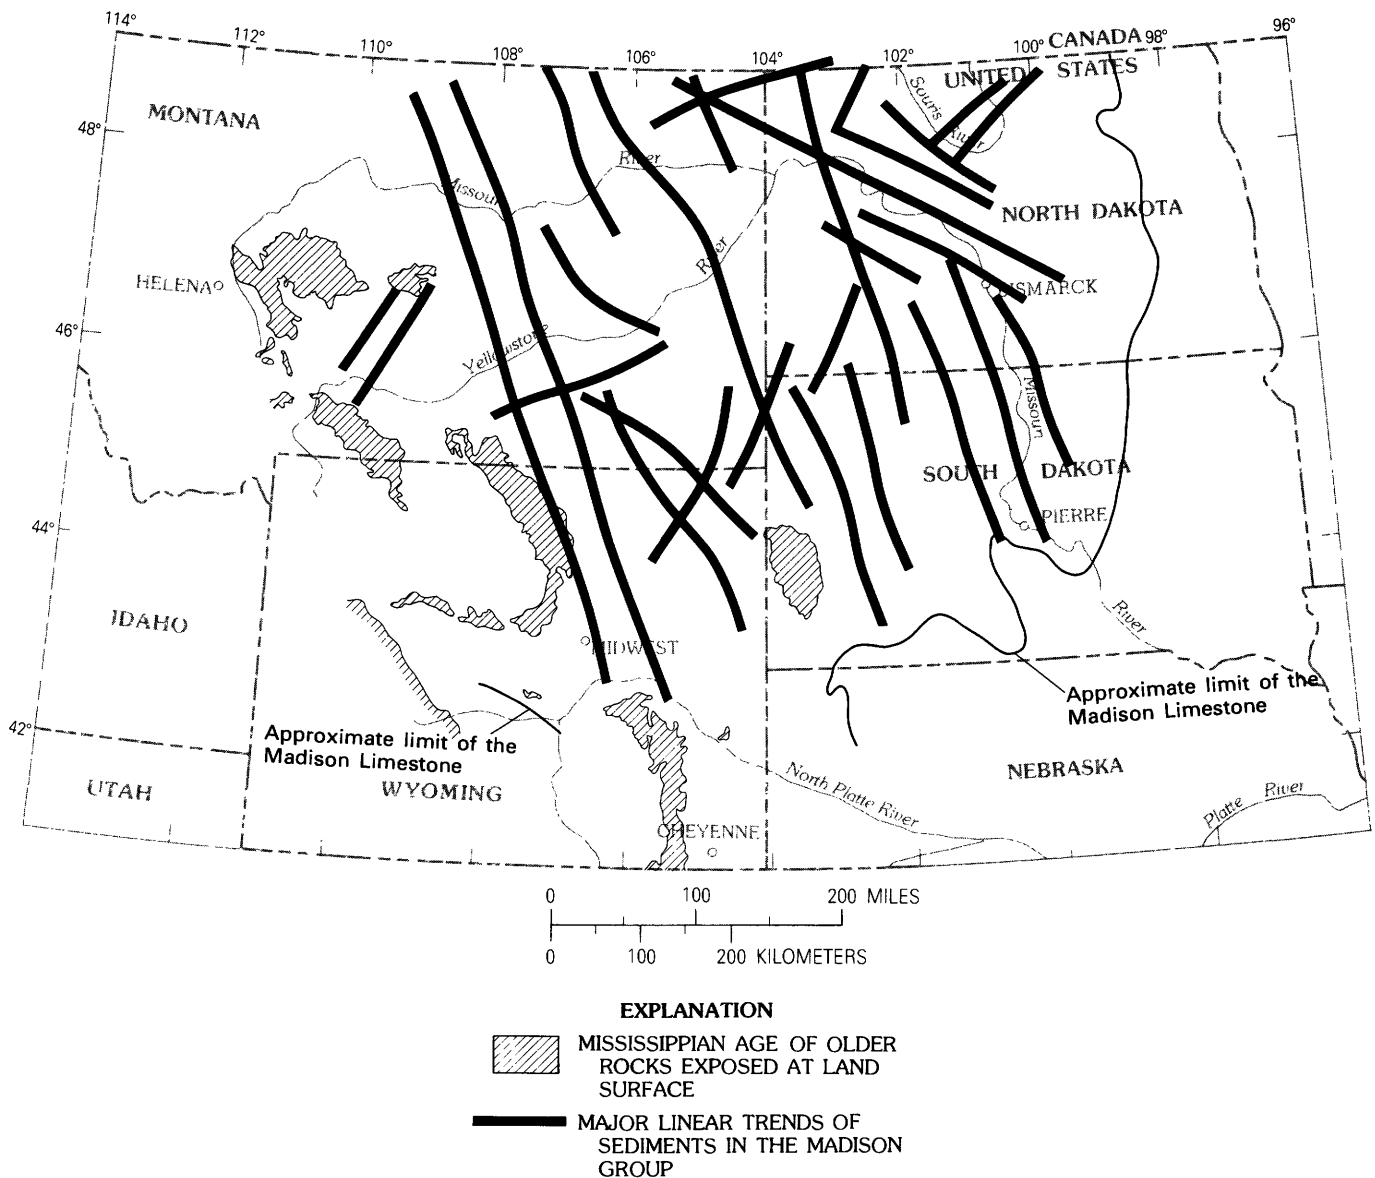 114°
112°
110°
108°
106°
104°
102°
100°
CANADA
98°
96°
UNITED STATES
MONTANA
48°
Souris River
River
Missouri
NORTH DAKOTA
River
HELENA
BISMARCK
46°
Yellowstone
Missouri
SOUTH DAKOTA
PIERRE
44°
IDAHO
River
MIDWEST
Approximate limit of the
Madison Limestone
42°
Approximate limit of the
Madison Limestone
UTAH
WYOMING
North Platte River
NEBRASKA
Platte River
CHEYENNE
0 100 200 MILES
0 100 200 KILOMETERS
EXPLANATION
MISSISSIPPIAN AGE OF OLDER
ROCKS EXPOSED AT LAND
SURFACE
MAJOR LINEAR TRENDS OF
SEDIMENTS IN THE MADISON
GROUP